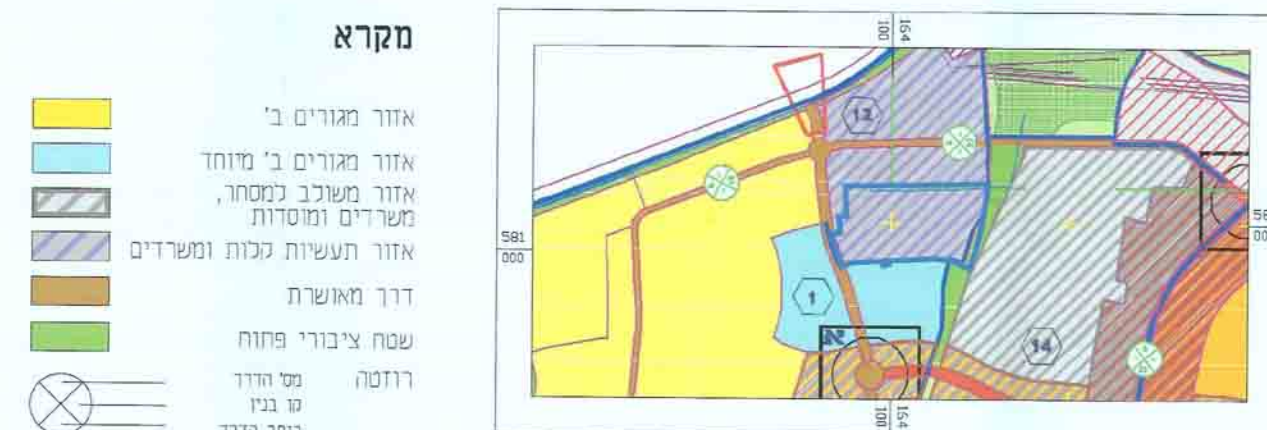 מקרא
אזור מגורים ב'
אזור מגורים ב' מיוחד
אזור משולב למסחר,
משרדים ומוסדות
אזור תעשיות קלות ומשרדים
דרך מאושרת
שטח ציבורי פתוח
רוזטה
מס' הדרך
קו בנין
164
100
13
581
000
1
א
14
164
100